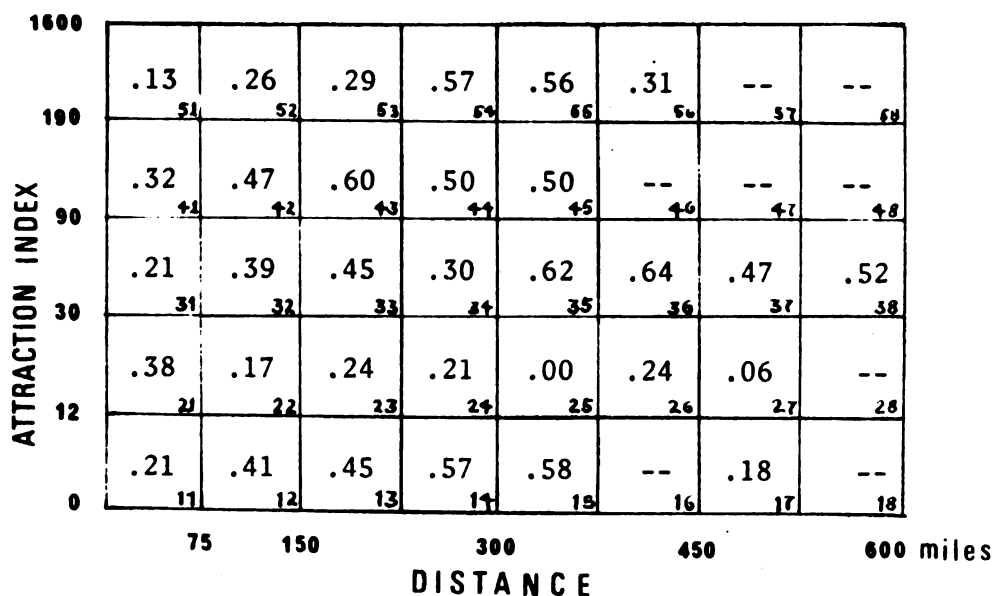 1600
.13 .26 .29 .57 .56 .31 -- --
51 52 53 54 55 56 57 58
190
.32 .47 .60 .50 .50 -- -- --
41 42 43 44 45 46 47 48
90
.21 .39 .45 .30 .62 .64 .47 .52
31 32 33 34 35 36 37 38
30
.38 .17 .24 .21 .00 .24 .06 --
21 22 23 24 25 26 27 28
12
.21 .41 .45 .57 .58 -- .18 --
11 12 13 14 15 16 17 18
0
ATTRACTION INDEX
75 150 300 450 600 miles
DISTANCE